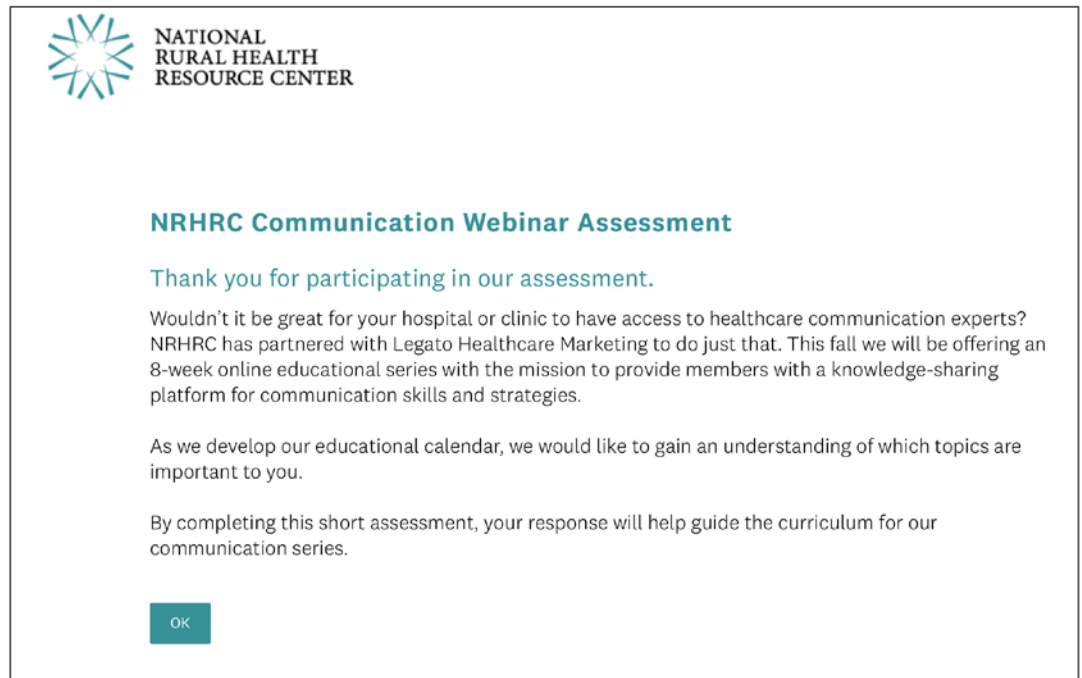 NATIONAL
RURAL HEALTH
RESOURCE CENTER
NRHRC Communication Webinar Assessment
Thank you for participating in our assessment.
Wouldn’t it be great for your hospital or clinic to have access to healthcare communication experts?
NRHRC has partnered with Legato Healthcare Marketing to do just that. This fall we will be offering an
8-week online educational series with the mission to provide members with a knowledge-sharing
platform for communication skills and strategies.
As we develop our educational calendar, we would like to gain an understanding of which topics are
important to you.
By completing this short assessment, your response will help guide the curriculum for our
communication series.
OK